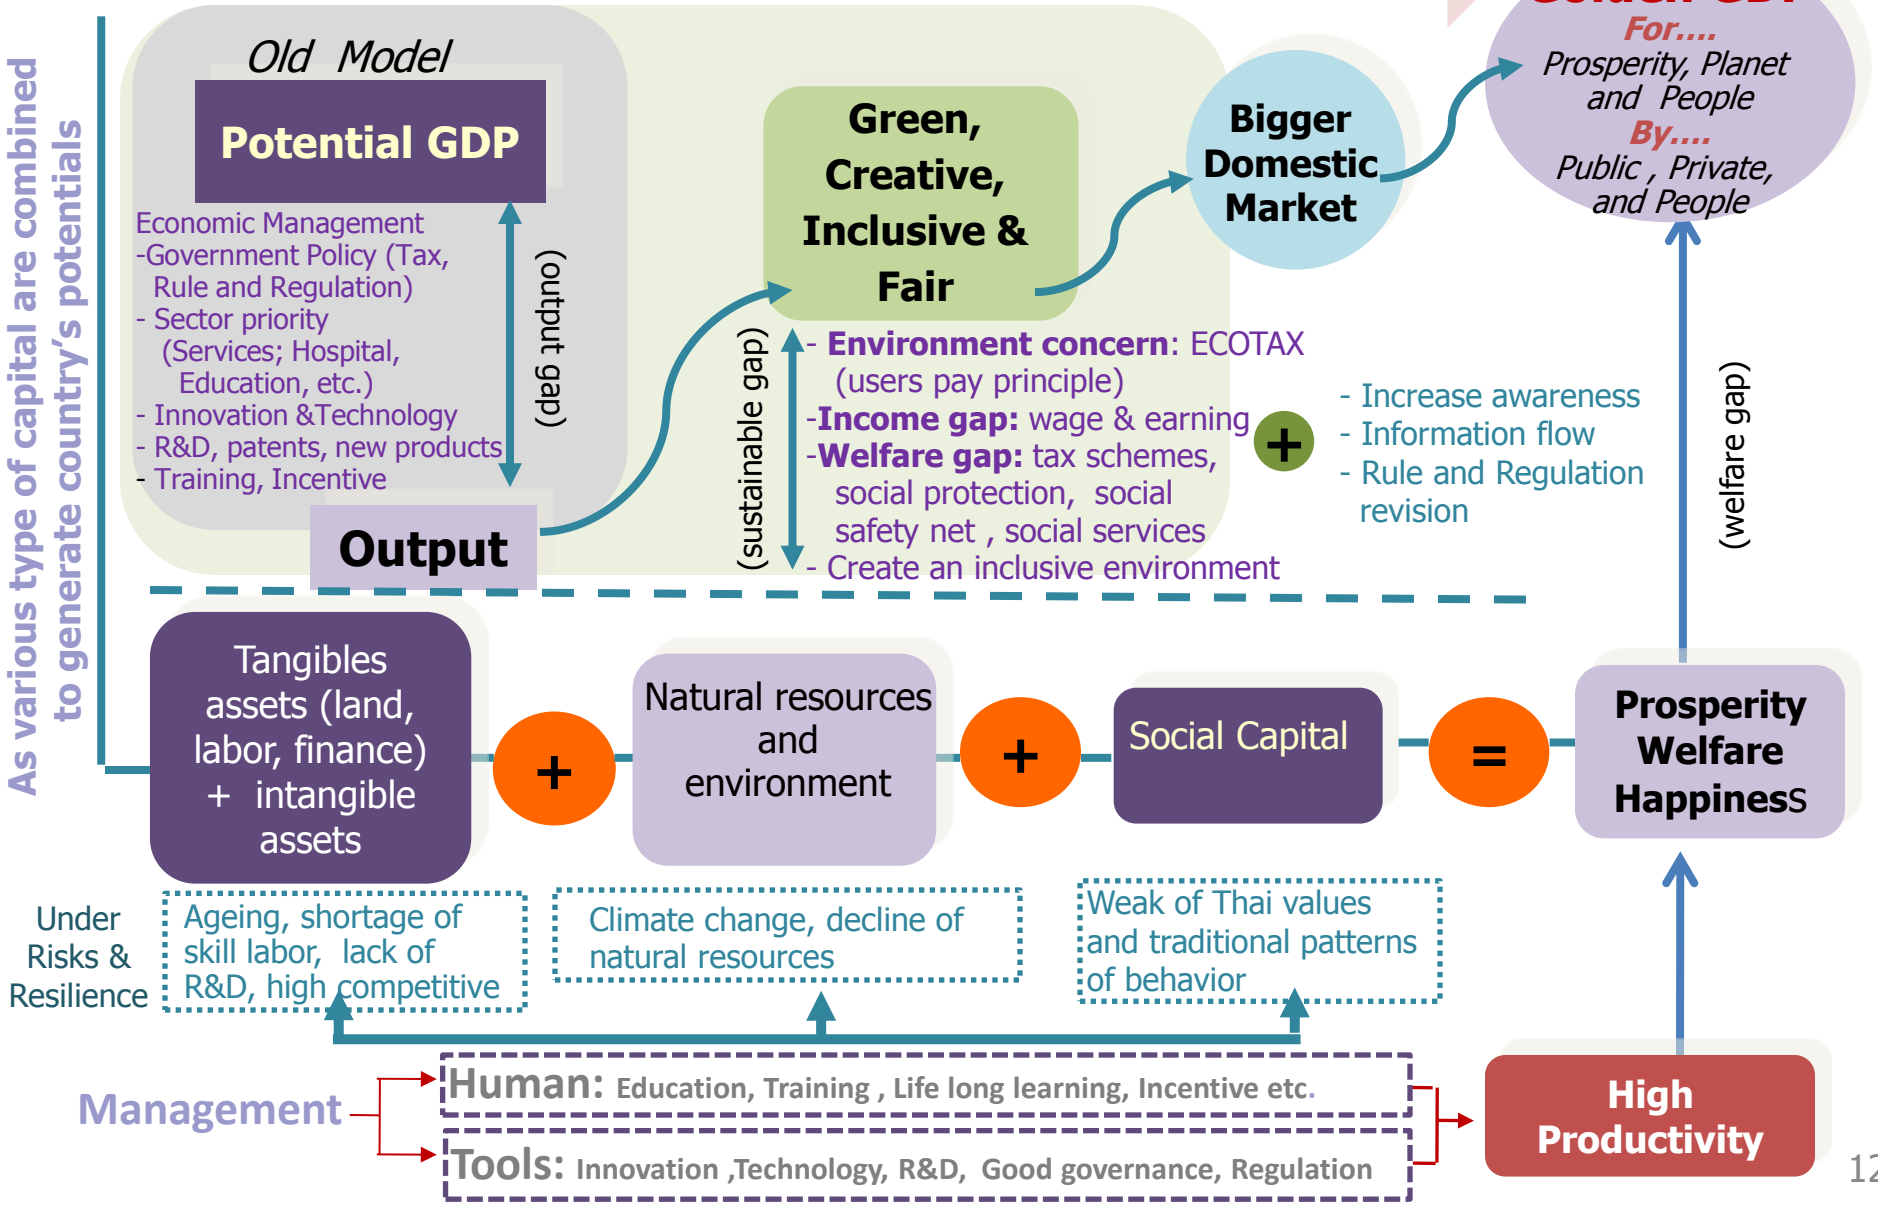 As various type of capital are combined
to generate country's potentials
Old Model
Potential GDP
Economic Management
-Government Policy (Tax,
Rule and Regulation)
- Sector priority
(Services; Hospital,
Education, etc.)
- Innovation &Technology
- R&D, patents, new products
- Training, Incentive
(output gap)
Output
Green,
Creative,
Inclusive &
Fair
(sustainable gap)
- Environment concern: ECOTAX
(users pay principle)
-Income gap: wage & earning
-Welfare gap: tax schemes,
social protection, social
safety net , social services
- Create an inclusive environment
+
- Increase awareness
- Information flow
- Rule and Regulation
revision
Bigger
Domestic
Market
For....
Prosperity, Planet
and People
By....
Public , Private,
and People
(welfare gap)
Tangibles
assets (land,
labor, finance)
+ intangible
assets
+
Natural resources
and
environment
+
Social Capital
=
Prosperity
Welfare
Happiness
Under
Risks &
Resilience
Ageing, shortage of
skill labor, lack of
R&D, high competitive
Climate change, decline of
natural resources
Weak of Thai values
and traditional patterns
of behavior
Management
Human: Education, Training , Life long learning, Incentive etc.
Tools: Innovation ,Technology, R&D, Good governance, Regulation
High
Productivity
12